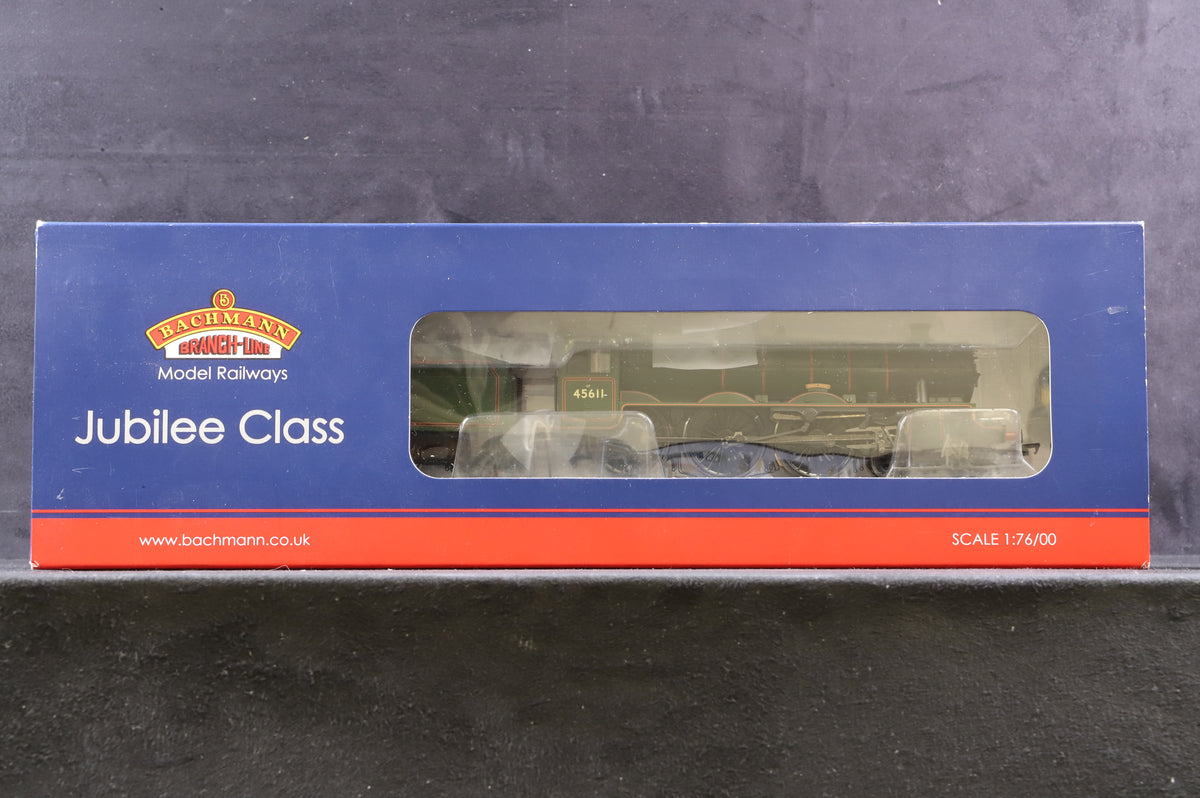 B
BACHMANN
BRANCH-LINE
Model Railways
Jubilee Class
45611
www.bachmann.co.uk
SCALE 1:76/00